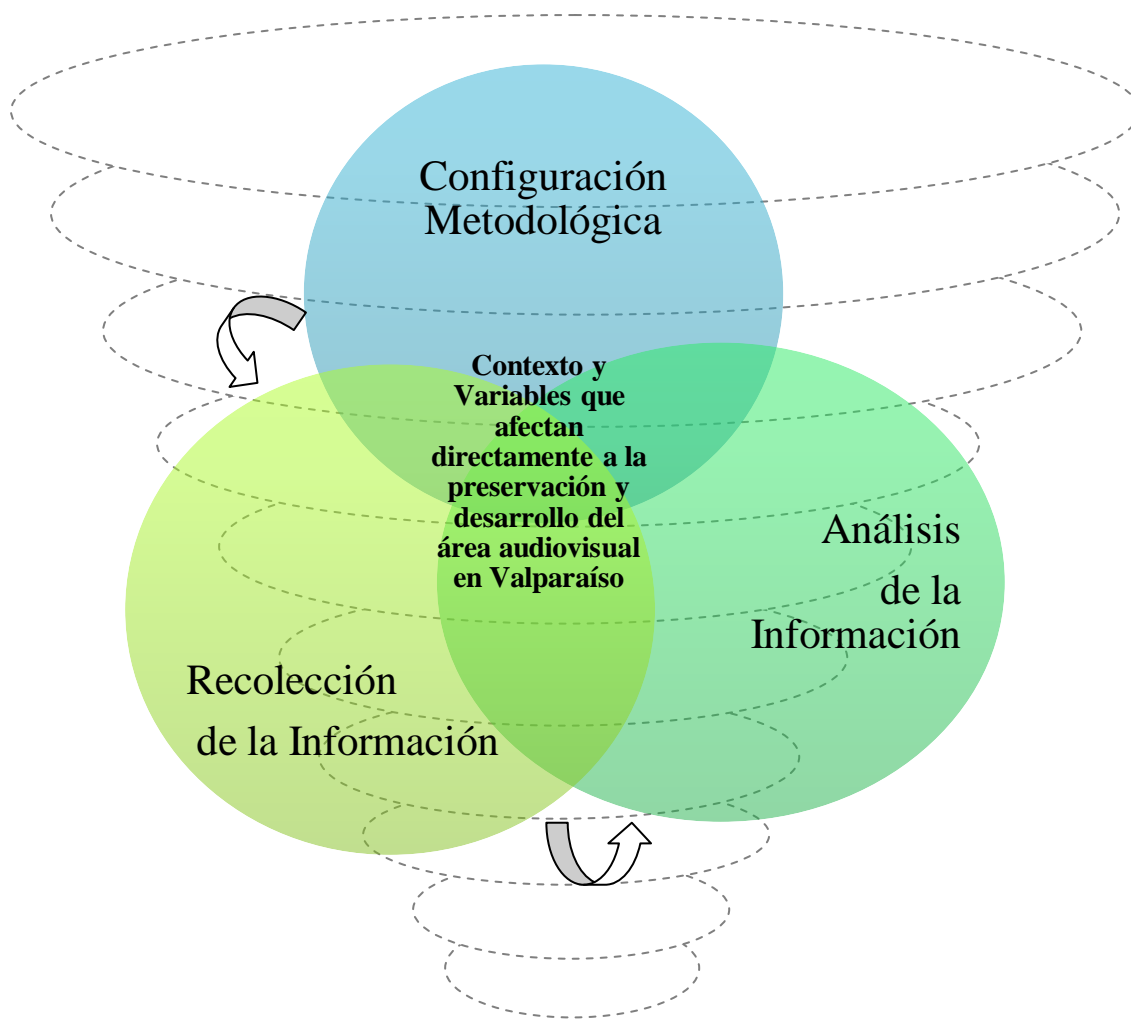 Configuración
Metodológica
Contexto y
Variables que
afectan
directamente a la
preservación y
desarrollo del
área audiovisual
en Valparaíso
Análisis
de la
Información
Recolección
de la Información